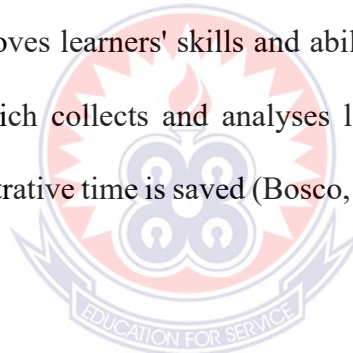 oves learners' skills and abil
ich collects and analyses l
trative time is saved (Bosco,
EDUCATION FOR SERVICE